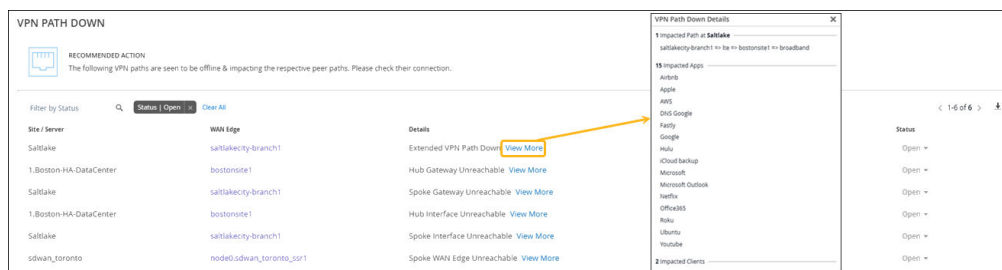 VPN PATH DOWN
RECOMMENDED ACTION
The following VPN paths are seen to be offline & impacting the respective peer paths. Please check their connection.
Filter by Status Status | Open × Clear All < 1-6 of 6 >
Site / Server WAN Edge Details Status
Saltlake saltlakecity-branch1 Extended VPN Path Down View More Open
1.Boston-HA-DataCenter bostonsite1 Hub Gateway Unreachable View More Open
Saltlake saltlakecity-branch1 Spoke Gateway Unreachable View More Open
1.Boston-HA-DataCenter bostonsite1 Hub Interface Unreachable View More Open
Saltlake saltlakecity-branch1 Spoke Interface Unreachable View More Open
sdwan_toronto node0.sdwan_toronto_ssr1 Spoke WAN Edge Unreachable View More Open
VPN Path Down Details ×
1 Impacted Path at Saltlake
saltlakecity-branch1 => lte => bostonsite1 => broadband
15 Impacted Apps
Airbnb
Apple
AWS
DNS Google
Fastly
Google
Hulu
iCloud backup
Microsoft
Microsoft Outlook
Netflix
Office365
Roku
Ubuntu
Youtube
2 Impacted Clients